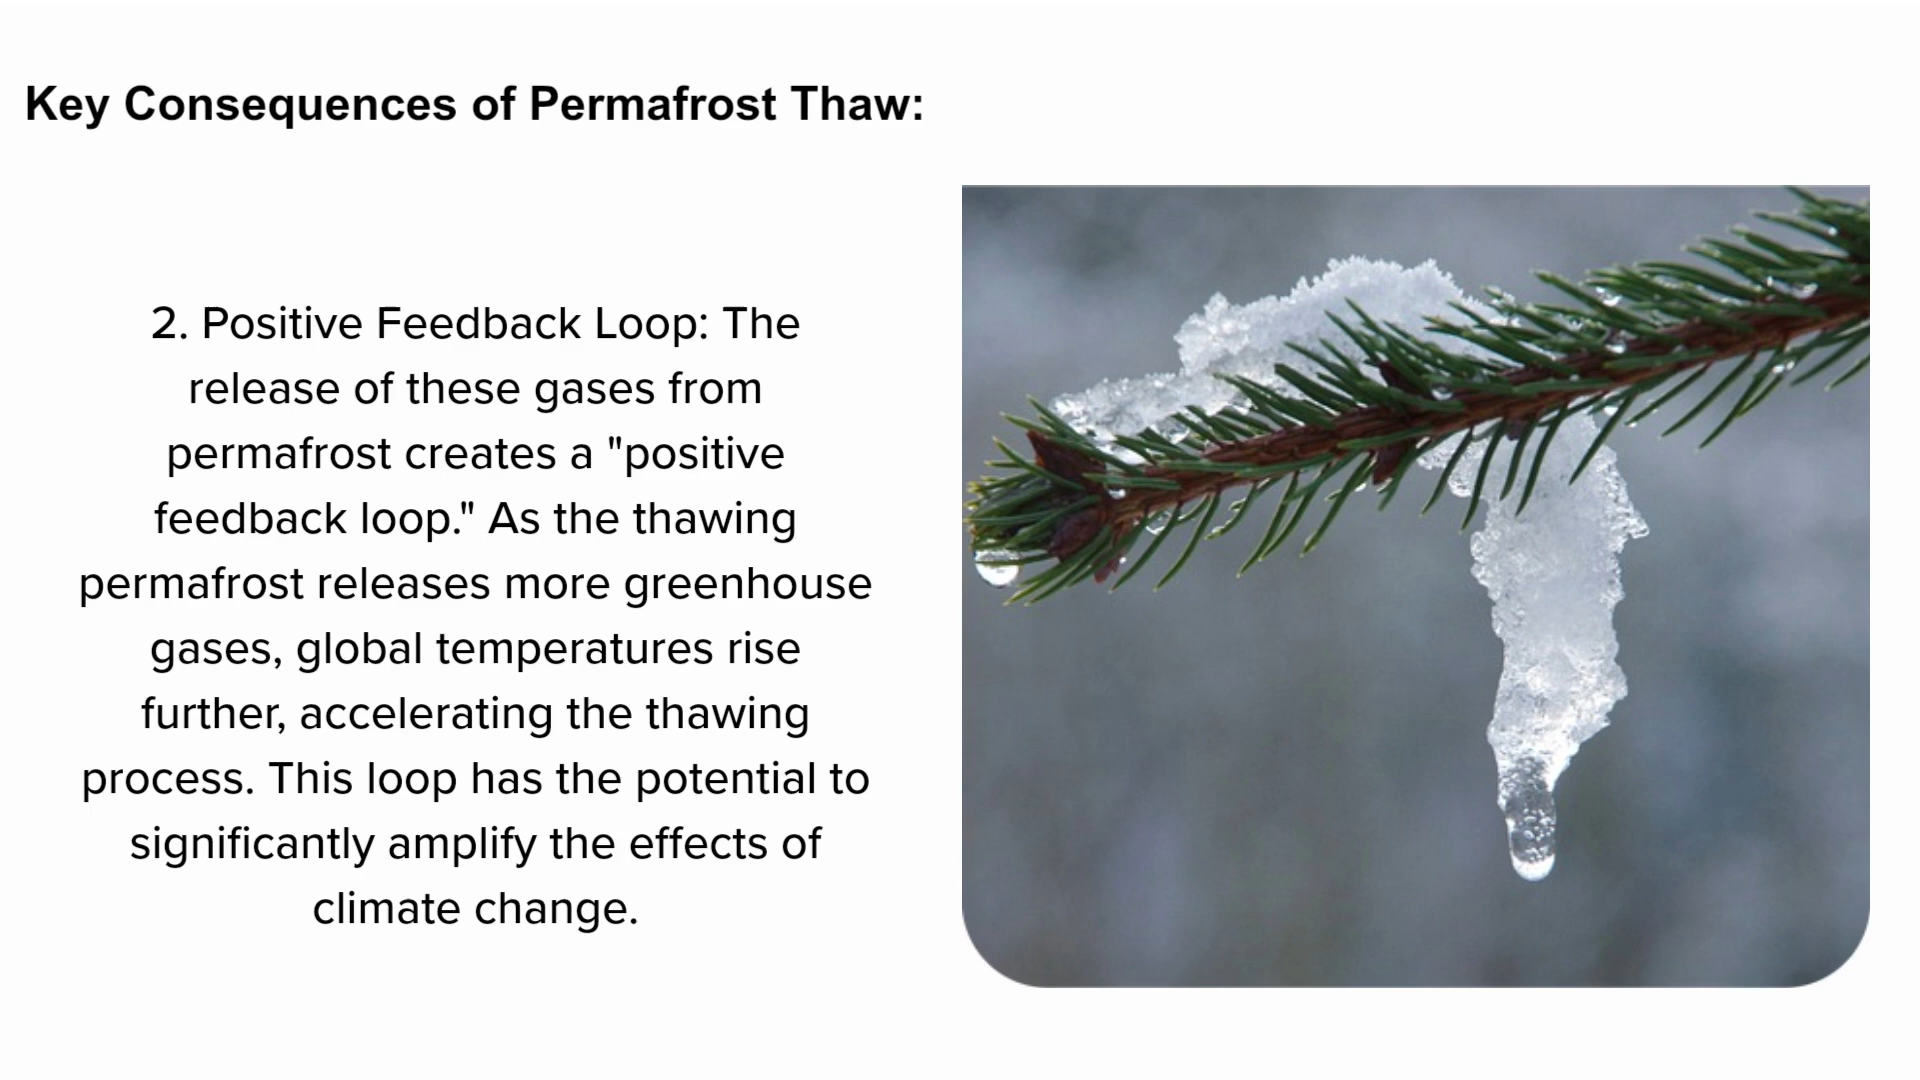 Key Consequences of Permafrost Thaw:
2. Positive Feedback Loop: The
release of these gases from
permafrost creates a "positive
feedback loop." As the thawing
permafrost releases more greenhouse
gases, global temperatures rise
further, accelerating the thawing
process. This loop has the potential to
significantly amplify the effects of
climate change.